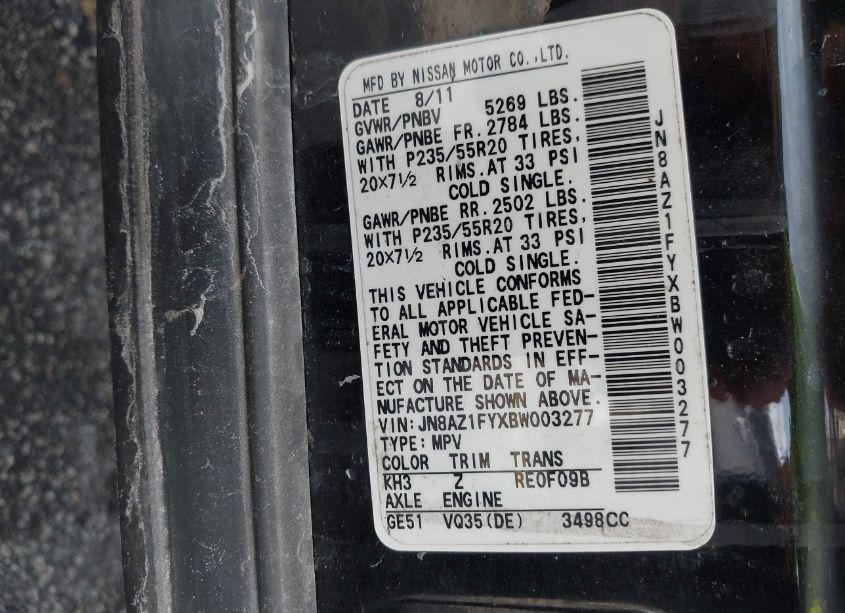 MFD BY NISSAN MOTOR CO.,LTD.
DATE 8/11
GVWR/PNBV 5269 LBS.
GAWR/PNBE FR. 2784 LBS.
WITH P235/55R20 TIRES,
20X7½ RIMS.AT 33 PSI
COLD SINGLE.
GAWR/PNBE RR. 2502 LBS.
WITH P235/55R20 TIRES,
20X7½ RIMS.AT 33 PSI
COLD SINGLE.
THIS VEHICLE CONFORMS
TO ALL APPLICABLE FED-
ERAL MOTOR VEHICLE SA-
FETY AND THEFT PREVEN-
TION STANDARDS IN EFF-
ECT ON THE DATE OF MA-
NUFACTURE SHOWN ABOVE.
VIN:JN8AZ1FYXBW003277
TYPE:MPV
COLOR TRIM TRANS
KH3 Z RE0F09B
AXLE ENGINE
GE51 VQ35(DE) 3498CC
JN8AZ1FYXBW003277